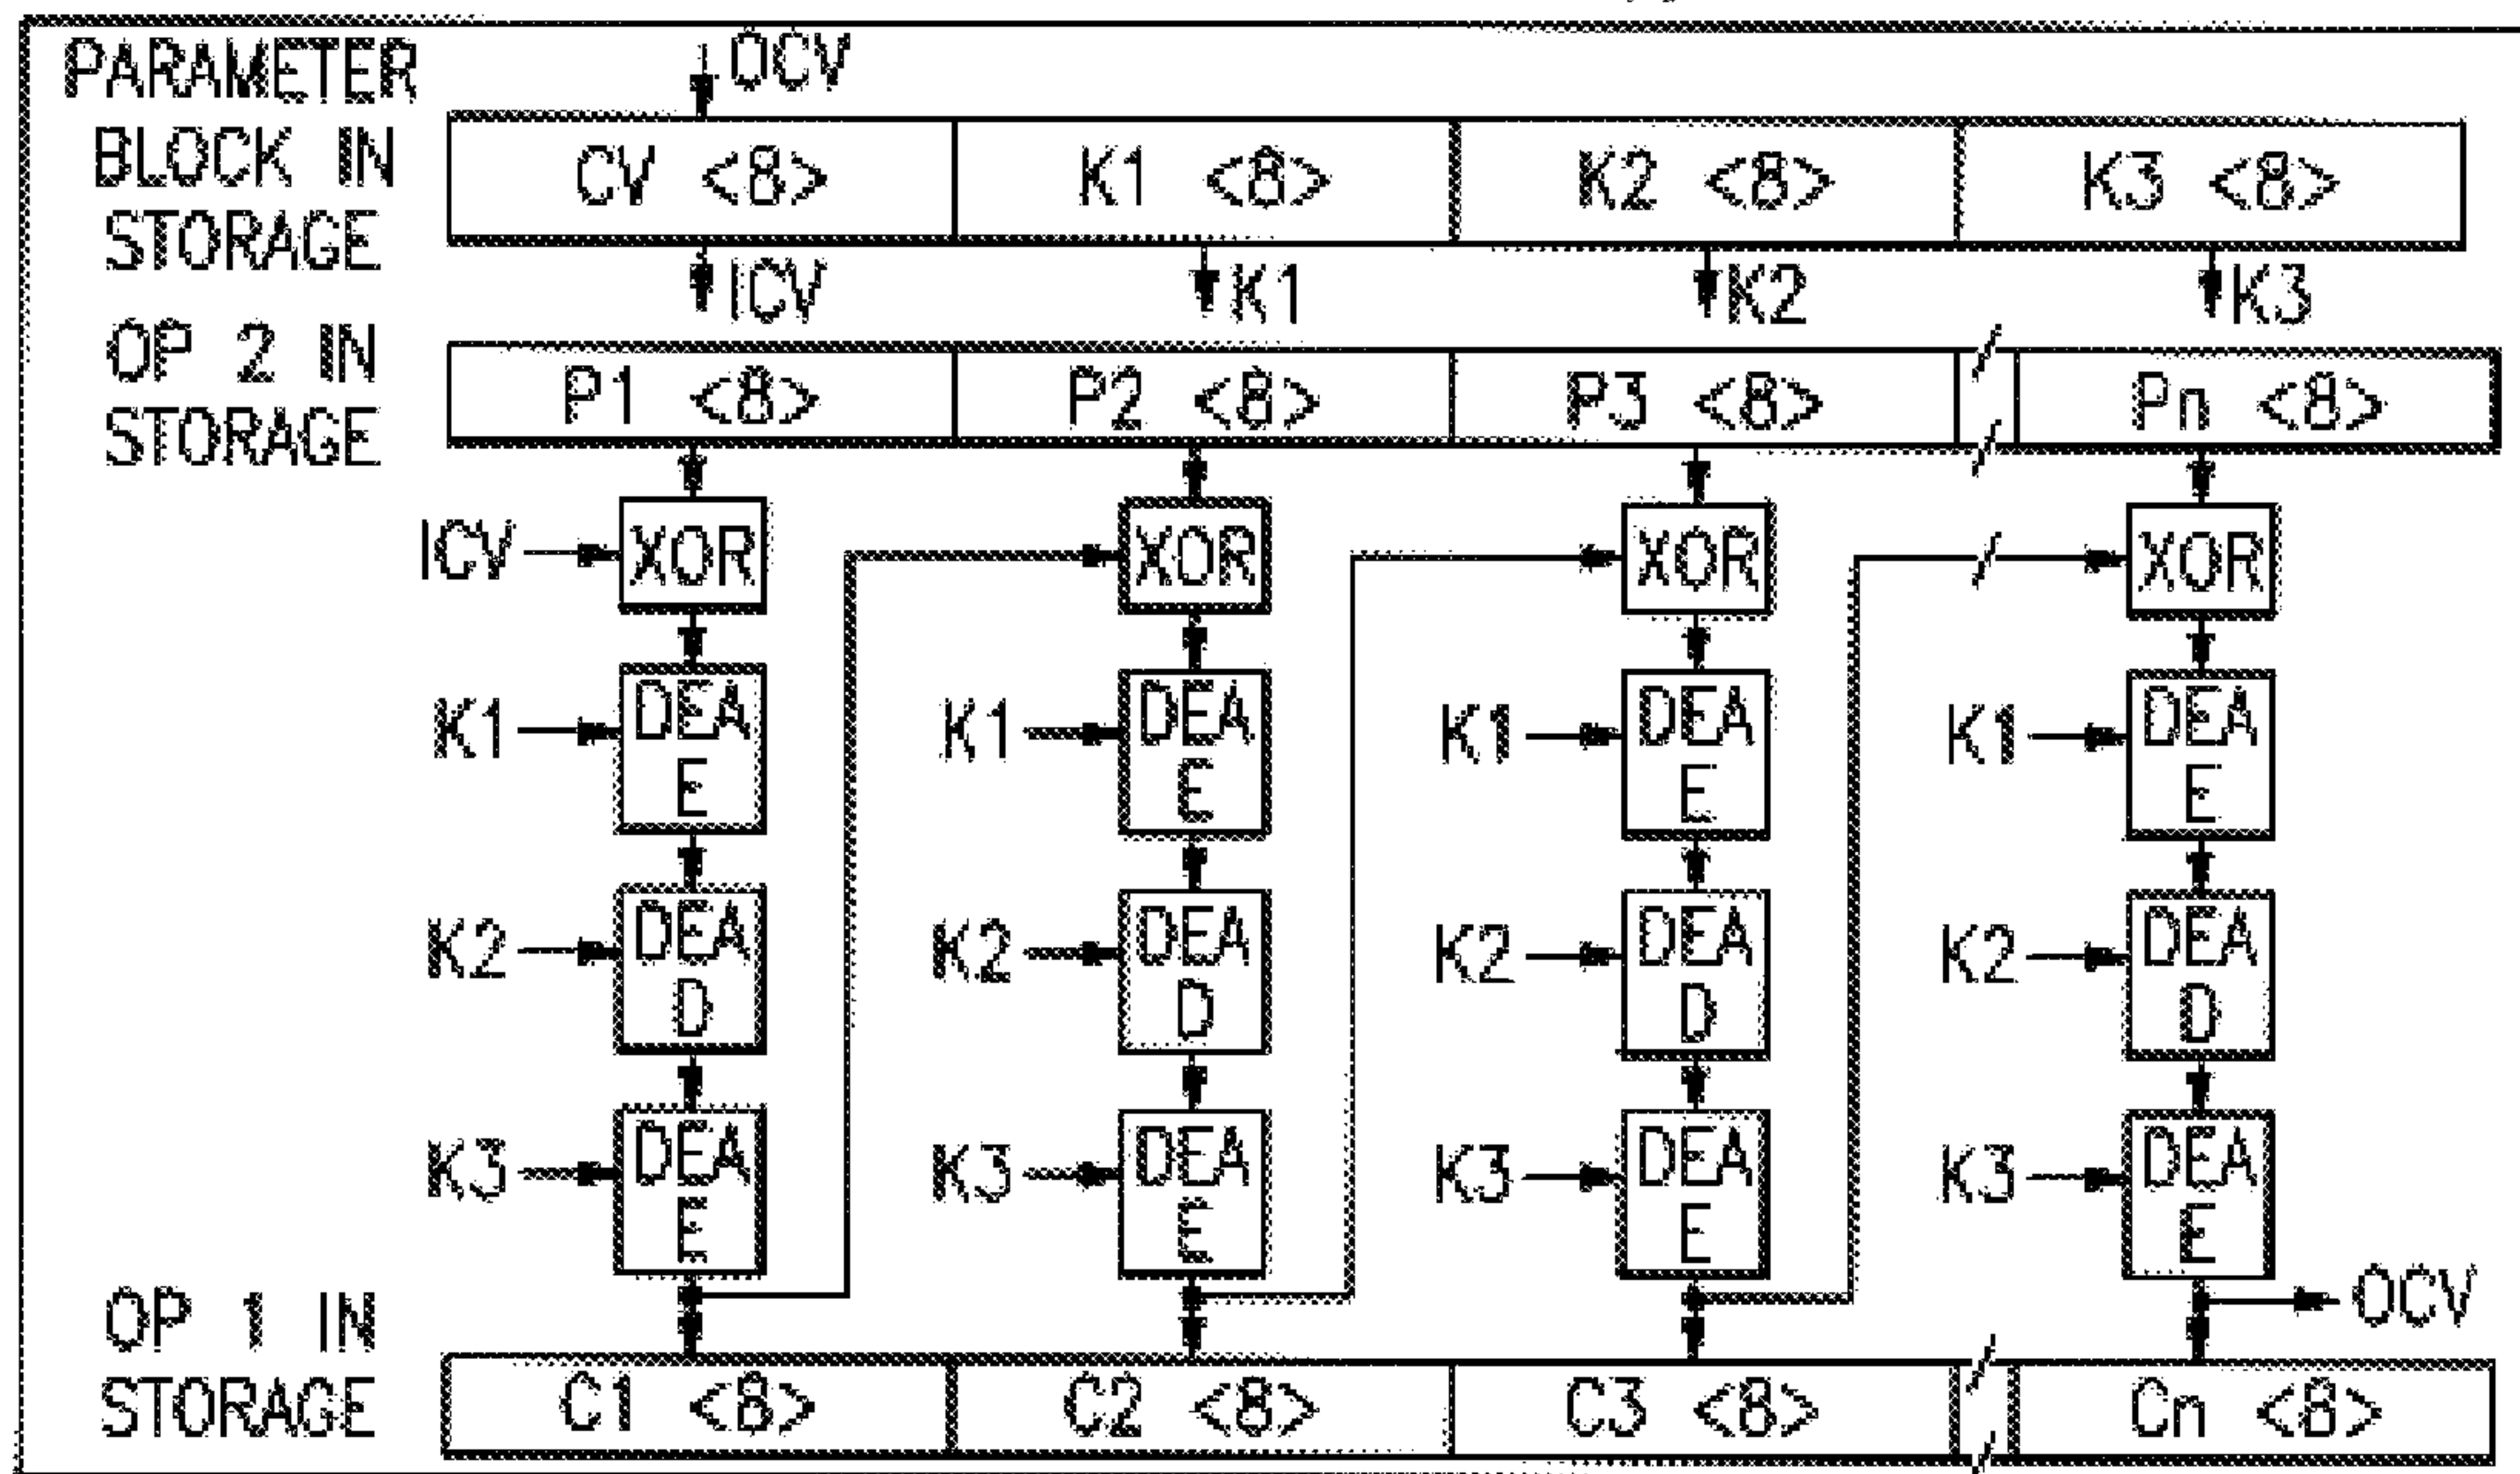 PARAMETER
BLOCK IN
STORAGE
OCV
CV <8> K1 <8> K2 <8> K3 <8>
ICV K1 K2 K3
OP 2 IN
STORAGE
P1 <8> P2 <8> P3 <8> Pn <8>
ICV XOR XOR XOR XOR
K1 DEA K1 DEA K1 DEA K1 DEA
E E E E
K2 DEA K2 DEA K2 DEA K2 DEA
D D D D
K3 DEA K3 DEA K3 DEA K3 DEA
E E E E
OCV
OP 1 IN
STORAGE
C1 <8> C2 <8> C3 <8> Cn <8>